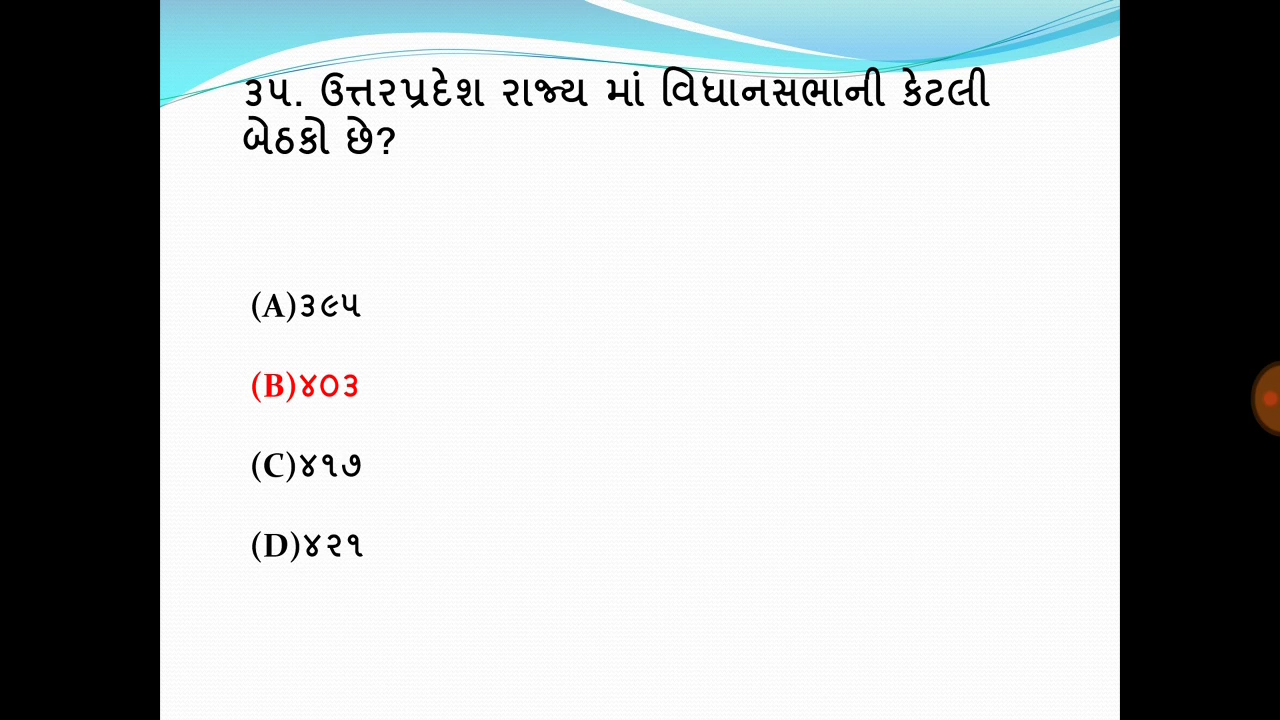 ૩૫. ઉત્તરપ્રદેશ રાજ્ય માં વિધાનસભાની કેટલી
બેઠકો છે?
(A)૩૯૫
(B)૪૦૩
(C)૪૧૭
(D)૪૨૧